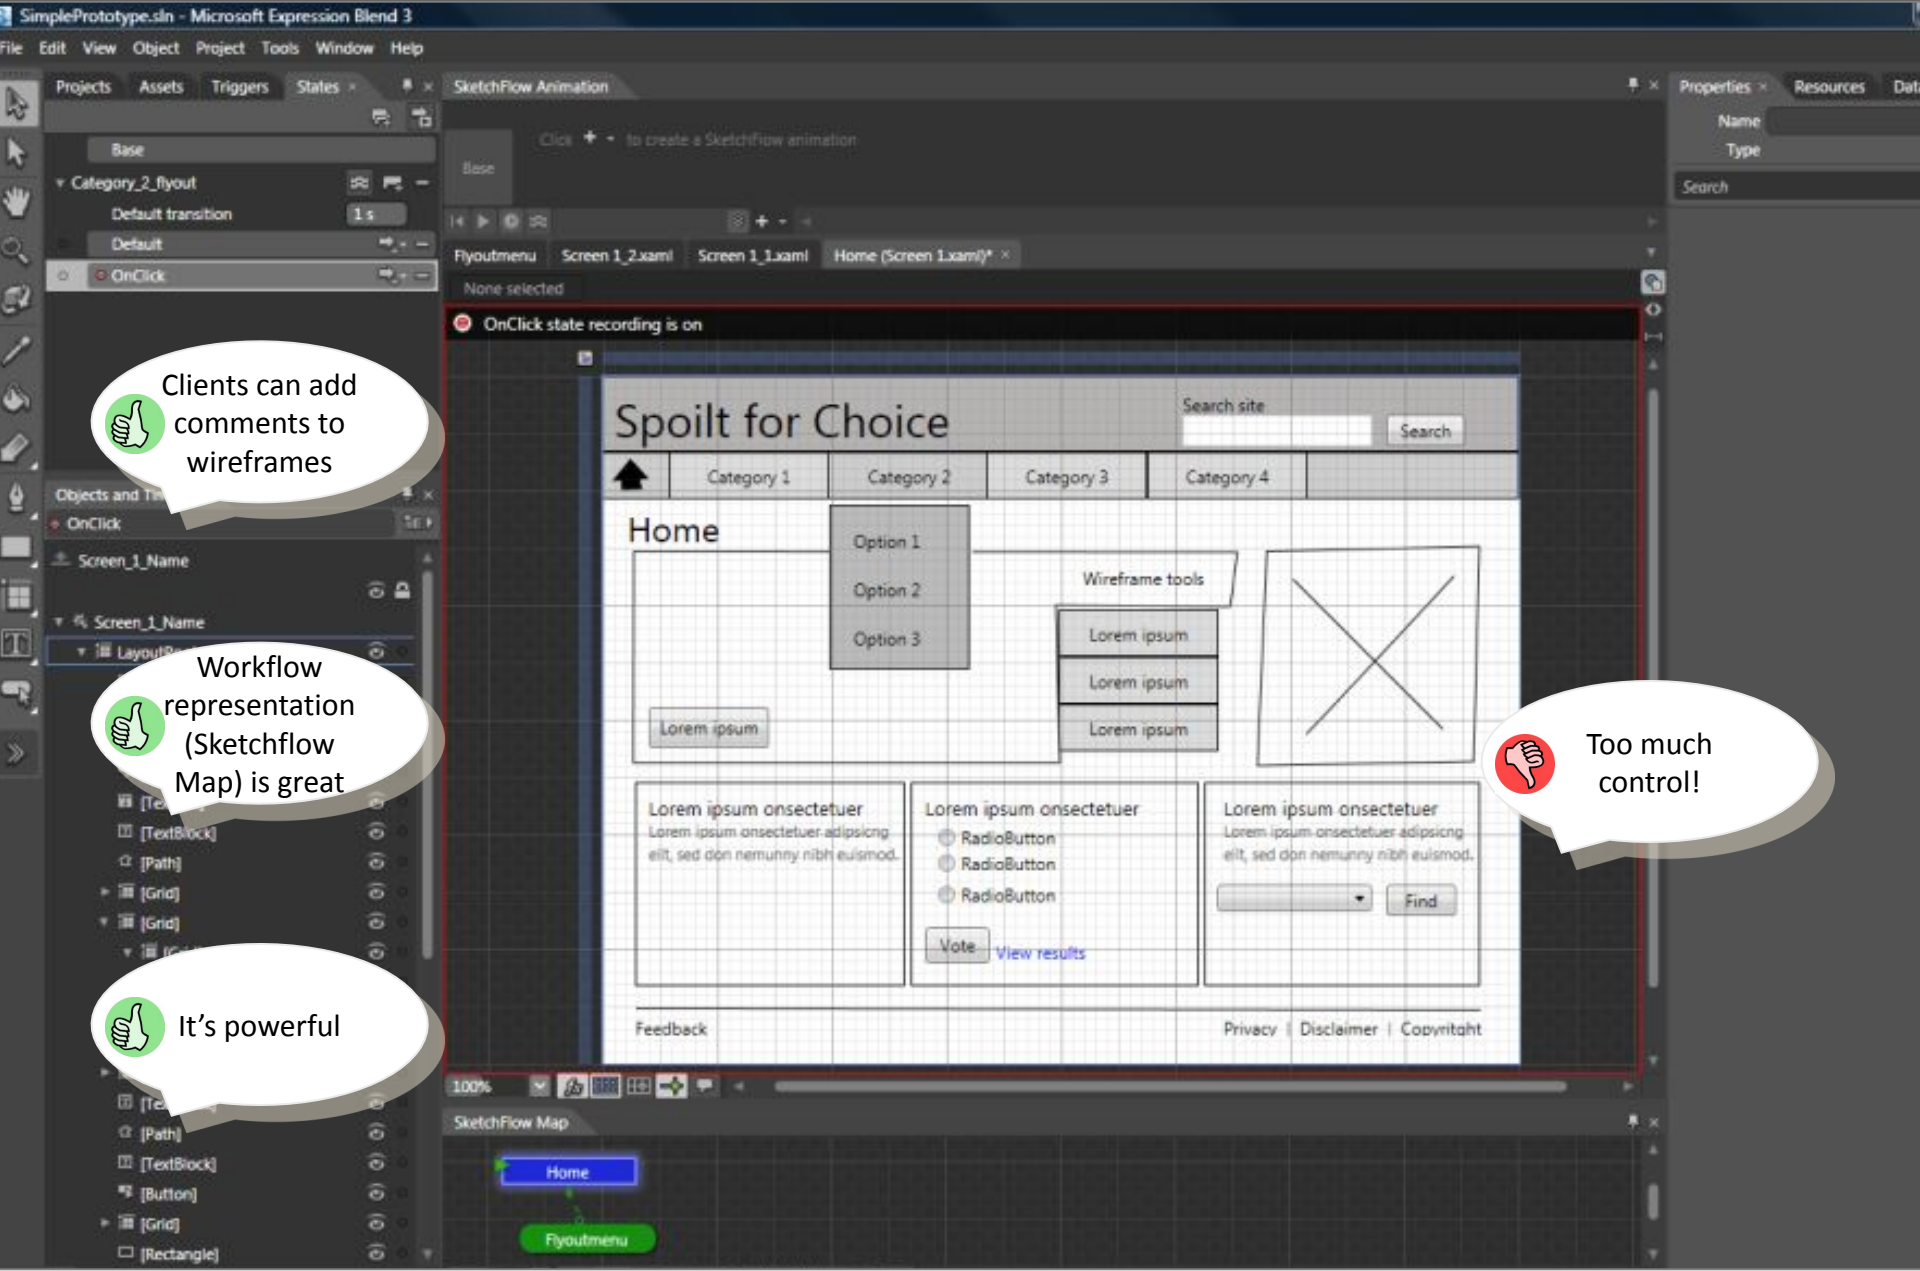 SimplePrototype.sln - Microsoft Expression Blend 3
File Edit View Object Project Tools Window Help
Projects Assets Triggers States
Base
Category_2_flyout
Default transition 1 s
Default
OnClick
Clients can add
comments to
wireframes
Objects and
OnClick
Screen_1_Name
Screen_1_Name
Workflow
representation
(Sketchflow
Map) is great
[TextBlock]
[Path]
[Grid]
[Grid]
It's powerful
[Path]
[TextBlock]
[Button]
[Grid]
[Rectangle]
SketchFlow Animation
Click + to create a SketchFlow animation
Base
Flyoutmenu Screen 1_2.xaml Screen 1_1.xaml Home (Screen 1.xaml)*
None selected
OnClick state recording is on
Spoilt for Choice
Search site
Search
Category 1 Category 2 Category 3 Category 4
Home
Option 1
Option 2
Option 3
Wireframe tools
Lorem ipsum
Lorem ipsum
Lorem ipsum
Lorem ipsum
Lorem ipsum onsectetuer
Lorem ipsum onsectetuer adipsicng
elit, sed don nemunny nibh euismod.
Lorem ipsum onsectetuer
RadioButton
RadioButton
RadioButton
Vote View results
Lorem ipsum onsectetuer
Lorem ipsum onsectetuer adipsicng
elit, sed don nemunny nibh euismod.
Find
Feedback
Privacy | Disclaimer | Copyritght
100%
SketchFlow Map
Home
Flyoutmenu
Properties Resources Data
Name
Type
Search
Too much
control!